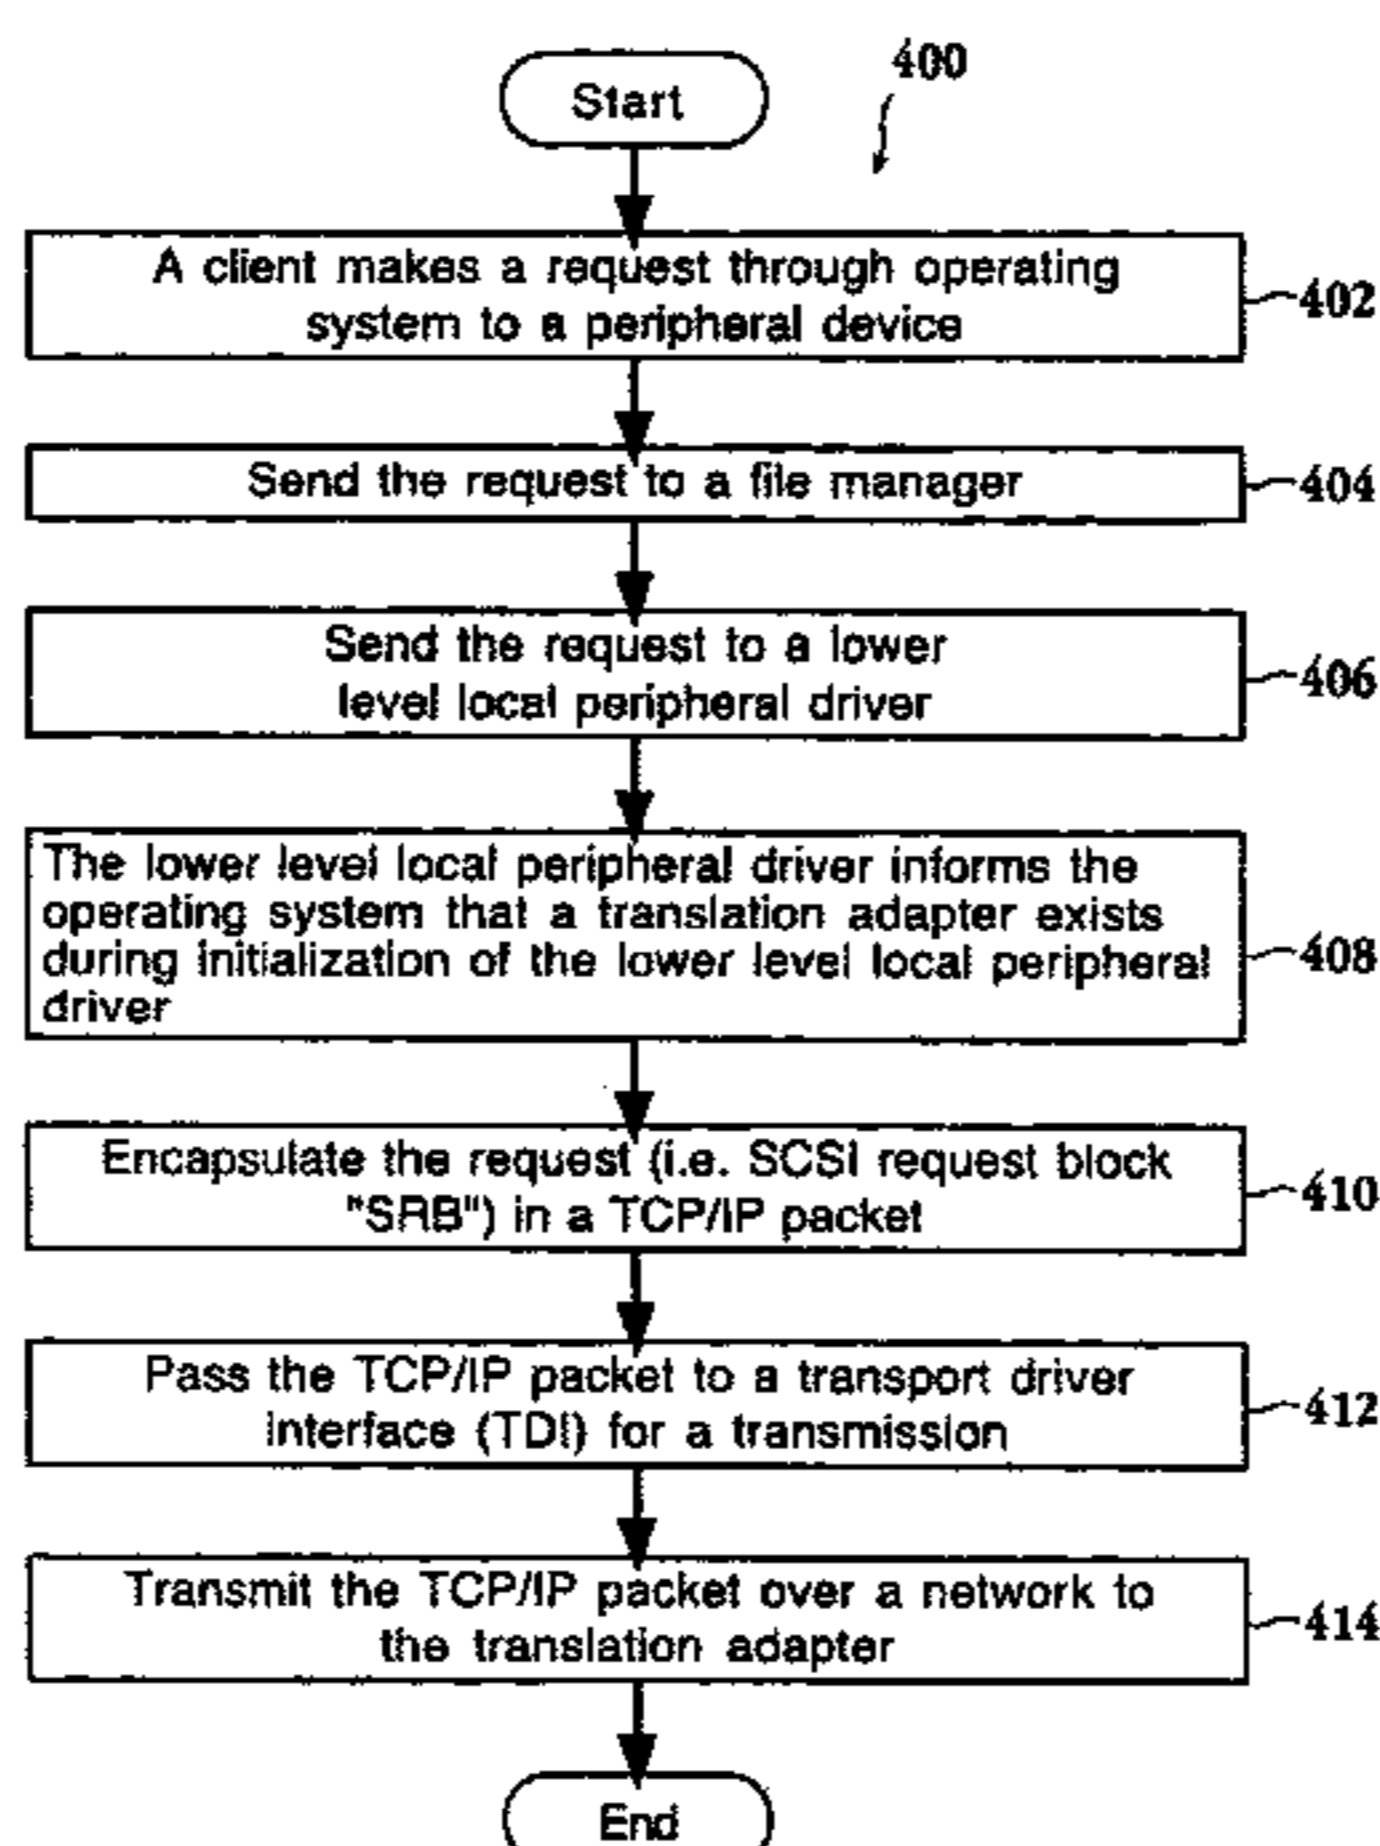 Start
400
A client makes a request through operating
system to a peripheral device
402
Send the request to a file manager
404
Send the request to a lower
level local peripheral driver
406
The lower level local peripheral driver informs the
operating system that a translation adapter exists
during initialization of the lower level local peripheral
driver
408
Encapsulate the request (i.e. SCSI request block
"SRB") in a TCP/IP packet
410
Pass the TCP/IP packet to a transport driver
interface (TDI) for a transmission
412
Transmit the TCP/IP packet over a network to
the translation adapter
414
End